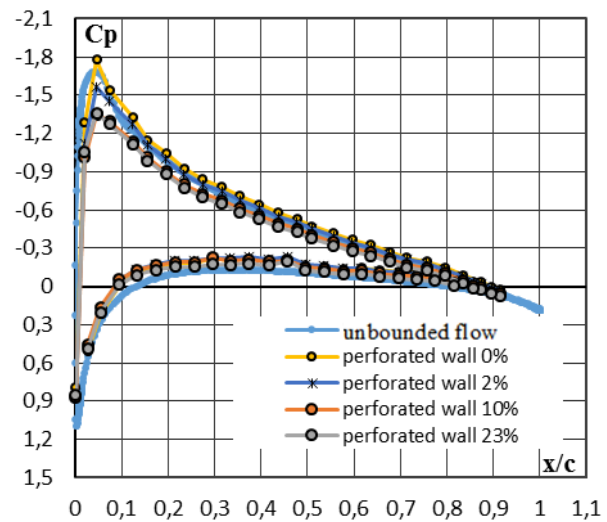 Cp
-2,1
-1,8
-1,5
-1,2
-0,9
-0,6
-0,3
0
0,3
0,6
0,9
1,2
1,5
unbounded flow
perforated wall 0%
perforated wall 2%
perforated wall 10%
perforated wall 23%
x/c
0 0,1 0,2 0,3 0,4 0,5 0,6 0,7 0,8 0,9 1 1,1